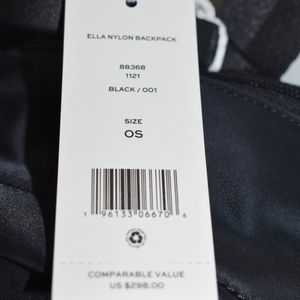 ELLA NYLON BACKPACK
88368
1121
BLACK / 001
SIZE
OS
1 96133 06670 6
COMPARABLE VALUE
US $298.00